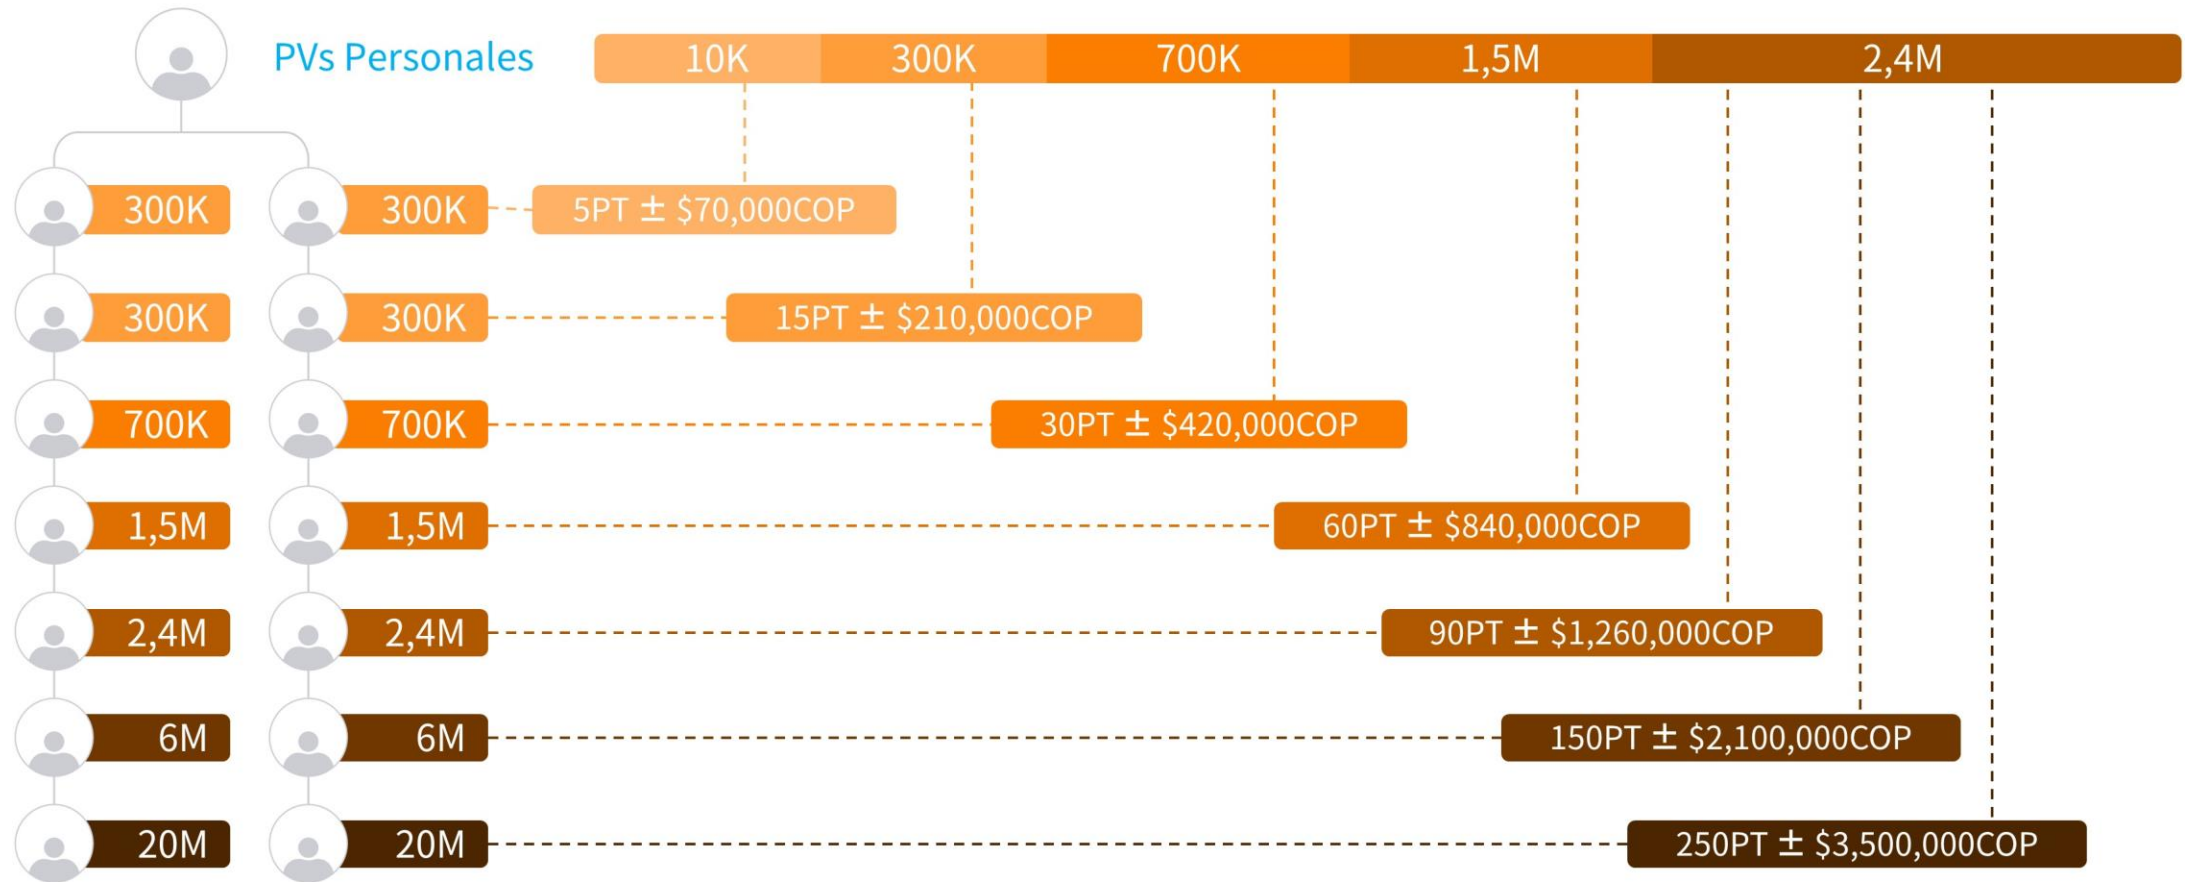 PVs Personales 10K 300K 700K 1,5M 2,4M
300K 300K 5PT ± $70,000COP
300K 300K 15PT ± $210,000COP
700K 700K 30PT ± $420,000COP
1,5M 1,5M 60PT ± $840,000COP
2,4M 2,4M 90PT ± $1,260,000COP
6M 6M 150PT ± $2,100,000COP
20M 20M 250PT ± $3,500,000COP